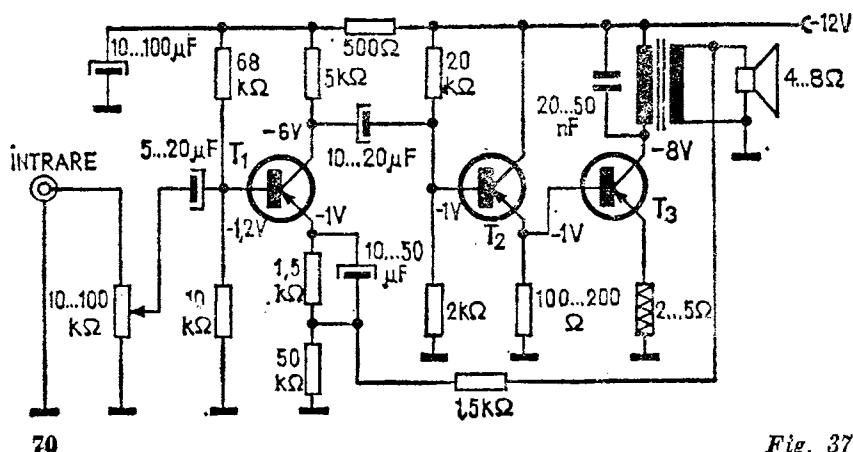 -12V
10...100µF
500Ω
68
kΩ
5kΩ
20
kΩ
20...50
nF
4...8Ω
-6V
-8V
INTRARE
5...20µF
T1
10...20µF
-1,2V
-1V
-1V
T2
-1V
T3
10...50
µF
1,5
kΩ
10...100
kΩ
10
kΩ
2kΩ
100...200
Ω
2...5Ω
50
kΩ
1,5kΩ
70
Fig. 37